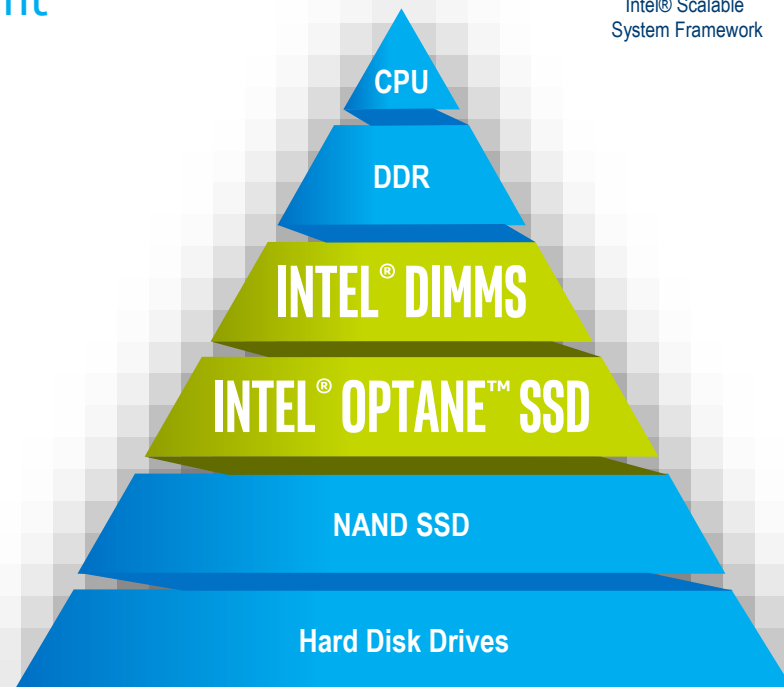 Intel® Scalable
System Framework
CPU
DDR
INTEL® DIMMS
INTEL® OPTANE™ SSD
NAND SSD
Hard Disk Drives